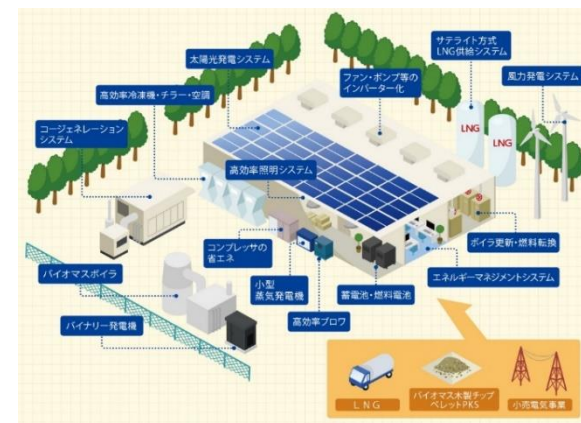 太陽光発電システム
高効率冷凍機・チラー・空調
コージェネレーション
システム
ファン・ポンプ等の
インバーター化
サテライト方式
LNG供給システム
風力発電システム
LNG
LNG
高効率照明システム
コンプレッサの
省エネ
小型
蒸気発電機
高効率ブロワ
蓄電池・燃料電池
エネルギーマネジメントシステム
ボイラ更新・燃料転換
バイオマスボイラ
バイナリー発電機
LNG
バイオマス木製チップ
ペレットPKS
小売電気事業